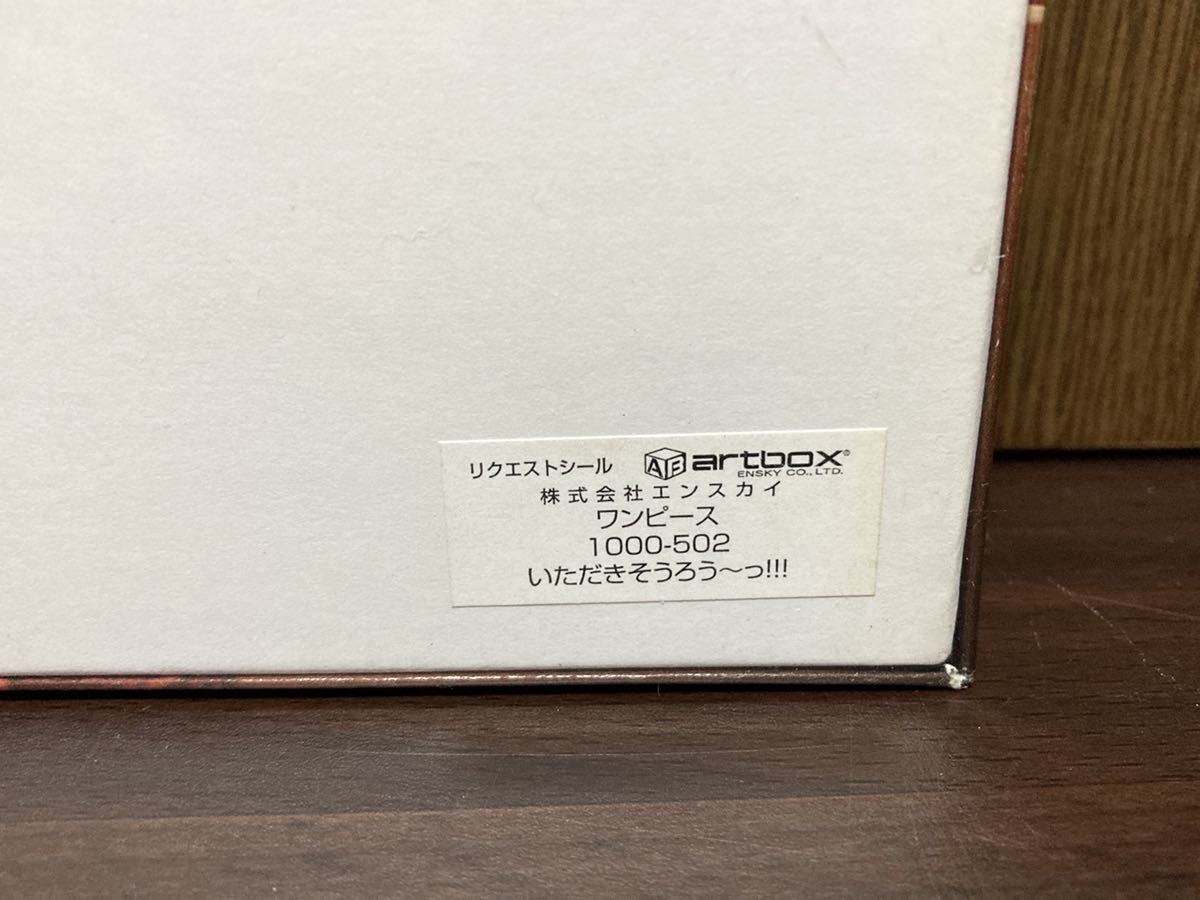 リクエストシール AB artbox®
ENSKY CO.,LTD.
株式会社エンスカイ
ワンピース
1000-502
いただきそうろう〜っ!!!